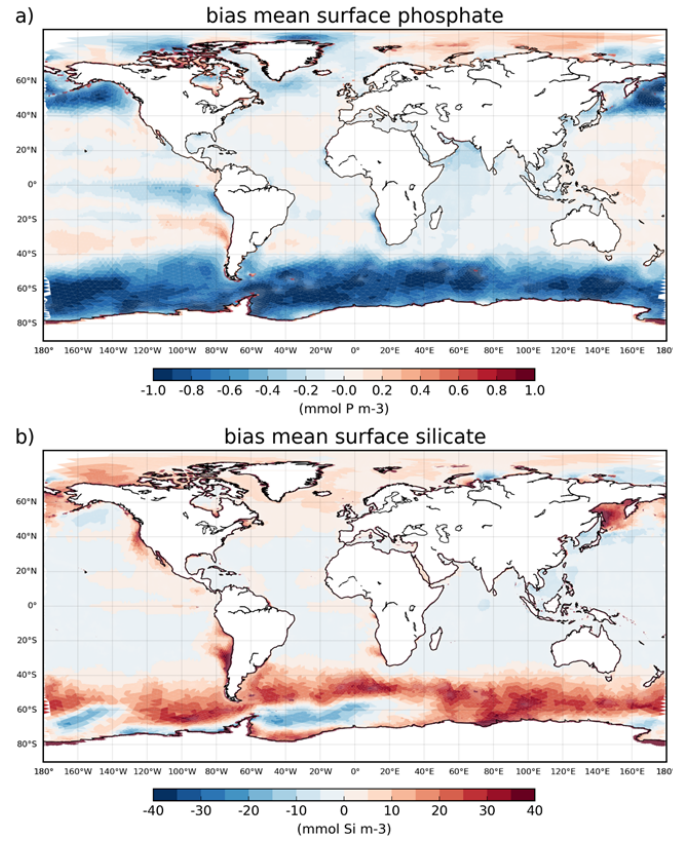 a) bias mean surface phosphate
60°N
40°N
20°N
0°
20°S
40°S
60°S
80°S
180° 160°W 140°W 120°W 100°W 80°W 60°W 40°W 20°W 0° 20°E 40°E 60°E 80°E 100°E 120°E 140°E 160°E 180°
-1.0 -0.8 -0.6 -0.4 -0.2 -0.0 0.2 0.4 0.6 0.8 1.0
(mmol P m-3)
b) bias mean surface silicate
60°N
40°N
20°N
0°
20°S
40°S
60°S
80°S
180° 160°W 140°W 120°W 100°W 80°W 60°W 40°W 20°W 0° 20°E 40°E 60°E 80°E 100°E 120°E 140°E 160°E 180°
-40 -30 -20 -10 0 10 20 30 40
(mmol Si m-3)